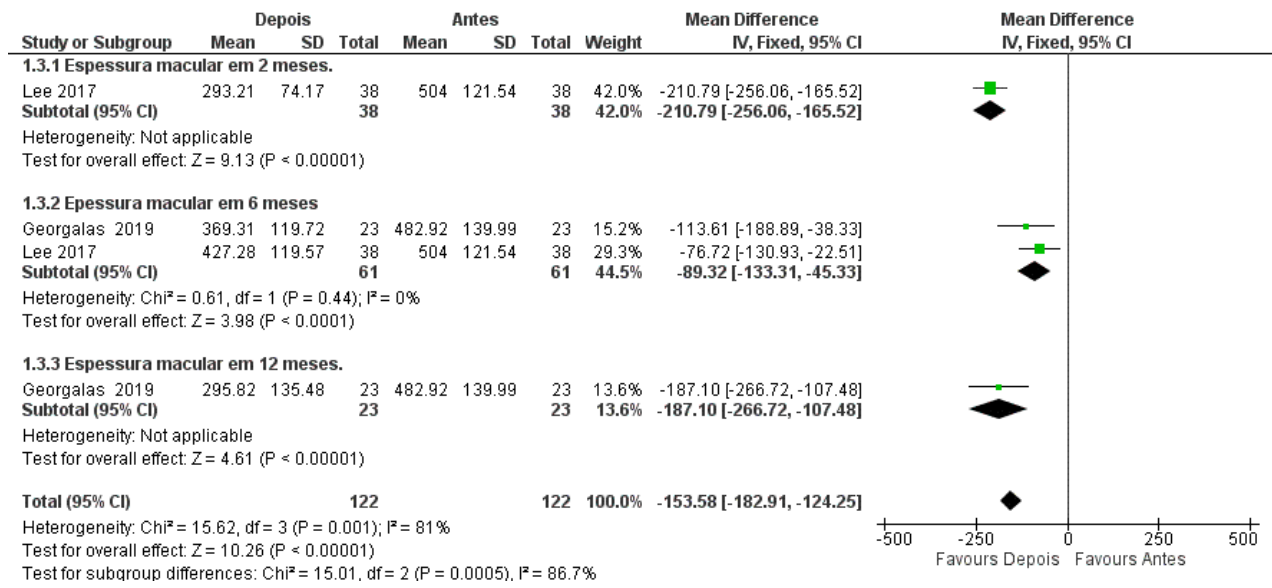 Depois Antes Mean Difference Mean Difference
Study or Subgroup Mean SD Total Mean SD Total Weight IV, Fixed, 95% CI IV, Fixed, 95% CI
1.3.1 Espessura macular em 2 meses.
Lee 2017 293.21 74.17 38 504 121.54 38 42.0% -210.79 [-256.06, -165.52]
Subtotal (95% CI) 38 38 42.0% -210.79 [-256.06, -165.52]
Heterogeneity: Not applicable
Test for overall effect: Z = 9.13 (P < 0.00001)
1.3.2 Epessura macular em 6 meses
Georgalas 2019 369.31 119.72 23 482.92 139.99 23 15.2% -113.61 [-188.89, -38.33]
Lee 2017 427.28 119.57 38 504 121.54 38 29.3% -76.72 [-130.93, -22.51]
Subtotal (95% CI) 61 61 44.5% -89.32 [-133.31, -45.33]
Heterogeneity: Chi² = 0.61, df = 1 (P = 0.44); I² = 0%
Test for overall effect: Z = 3.98 (P < 0.0001)
1.3.3 Espessura macular em 12 meses.
Georgalas 2019 295.82 135.48 23 482.92 139.99 23 13.6% -187.10 [-266.72, -107.48]
Subtotal (95% CI) 23 23 13.6% -187.10 [-266.72, -107.48]
Heterogeneity: Not applicable
Test for overall effect: Z = 4.61 (P < 0.00001)
Total (95% CI) 122 122 100.0% -153.58 [-182.91, -124.25]
Heterogeneity: Chi² = 15.62, df = 3 (P = 0.001); I² = 81%
Test for overall effect: Z = 10.26 (P < 0.00001)
Test for subgroup differences: Chi² = 15.01, df = 2 (P = 0.0005), I² = 86.7%
-500 -250 0 250 500
Favours Depois Favours Antes